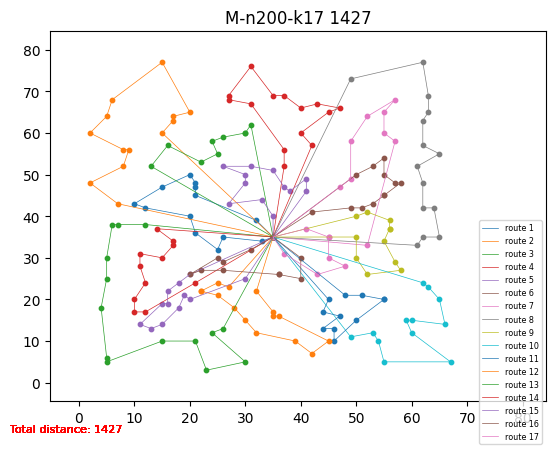 M-n200-k17 1427
80
70
60
50
40
30
20
10
0
0
10
20
30
40
50
60
70
80
route 1
route 2
route 3
route 4
route 5
route 6
route 7
route 8
route 9
route 10
route 11
route 12
route 13
route 14
route 15
route 16
route 17
Total distance: 1427